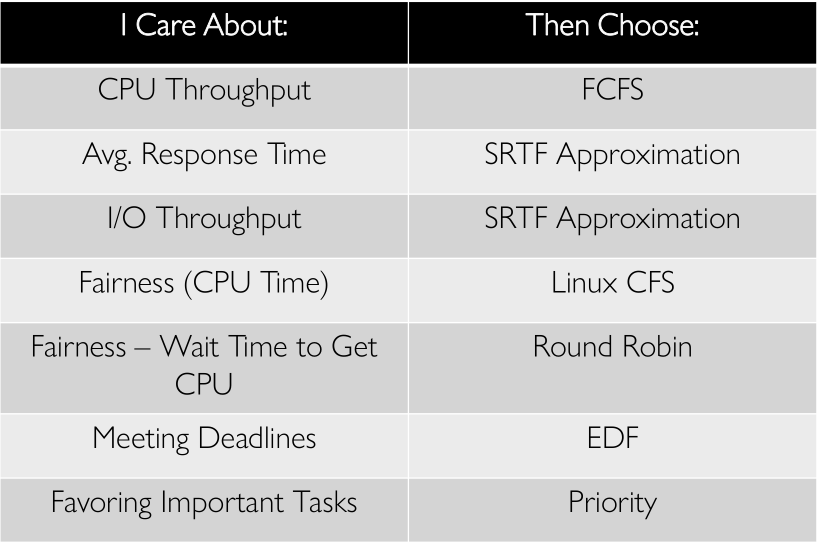 I Care About:
Then Choose:
CPU Throughput
FCFS
Avg. Response Time
SRTF Approximation
I/O Throughput
SRTF Approximation
Fairness (CPU Time)
Linux CFS
Fairness – Wait Time to Get
CPU
Round Robin
Meeting Deadlines
EDF
Favoring Important Tasks
Priority